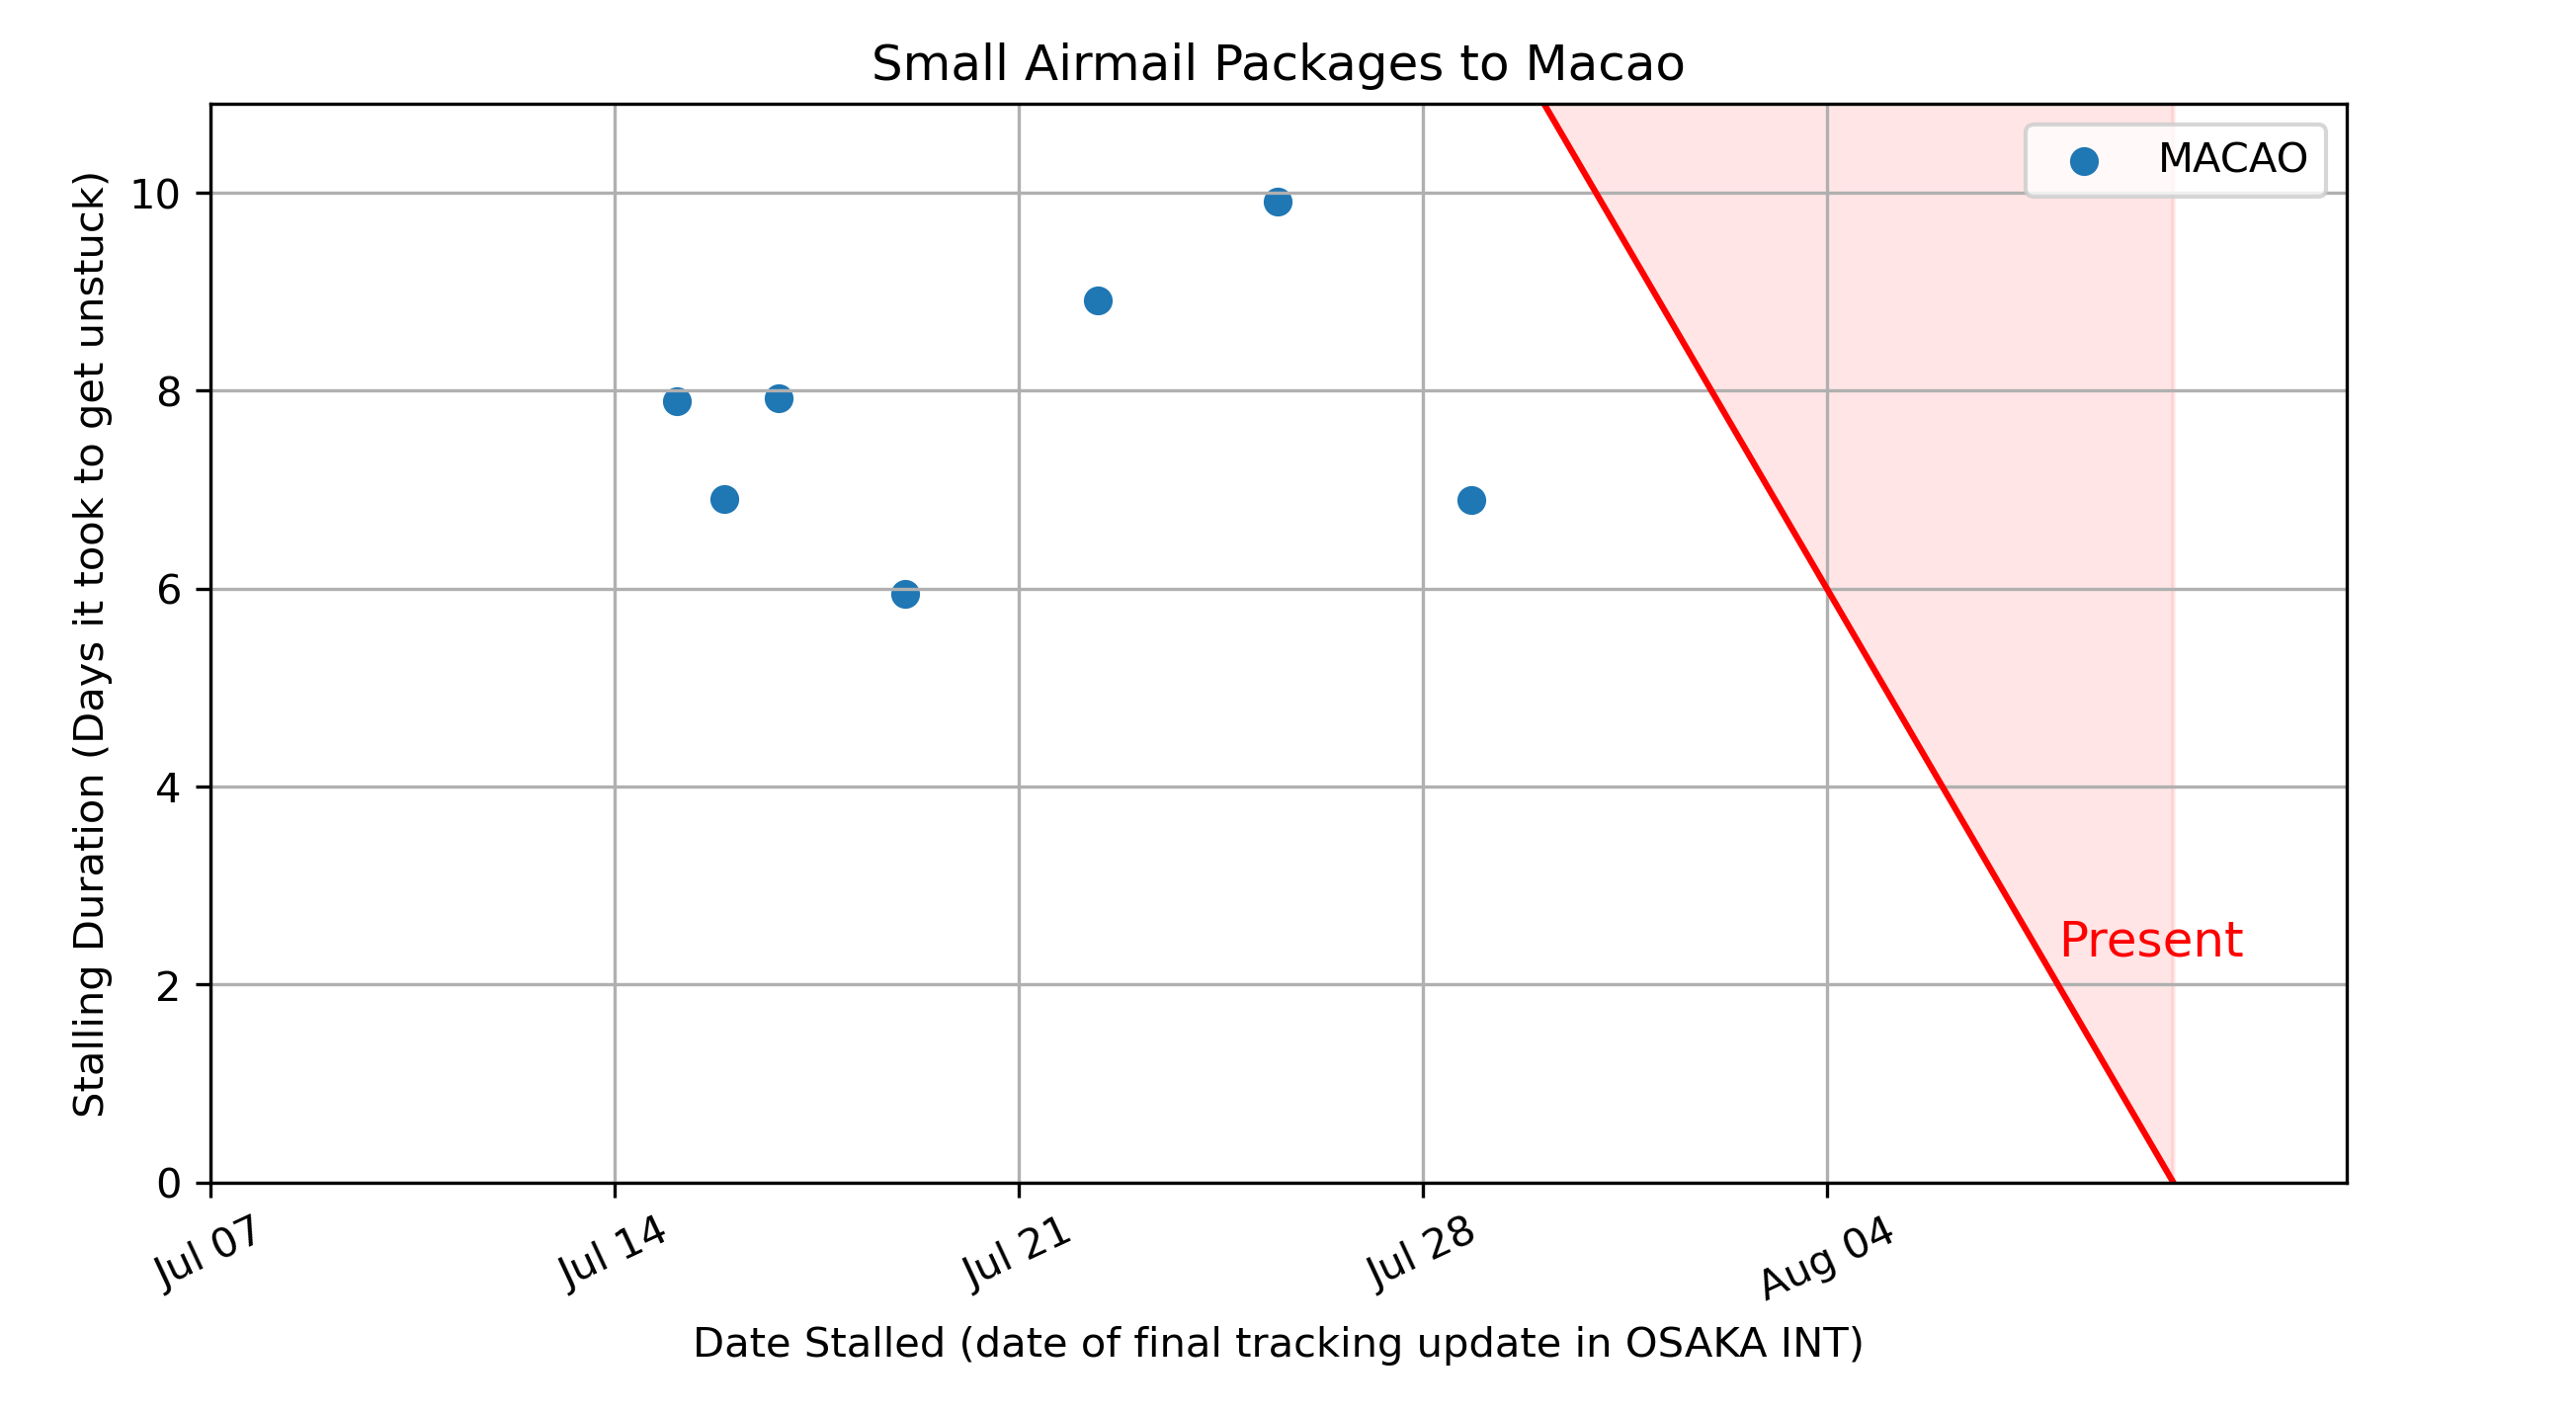 Small Airmail Packages to Macao
MACAO
Stalling Duration (Days it took to get unstuck)
10
8
6
4
2
0
Present
Jul 07
Jul 14
Jul 21
Jul 28
Aug 04
Date Stalled (date of final tracking update in OSAKA INT)